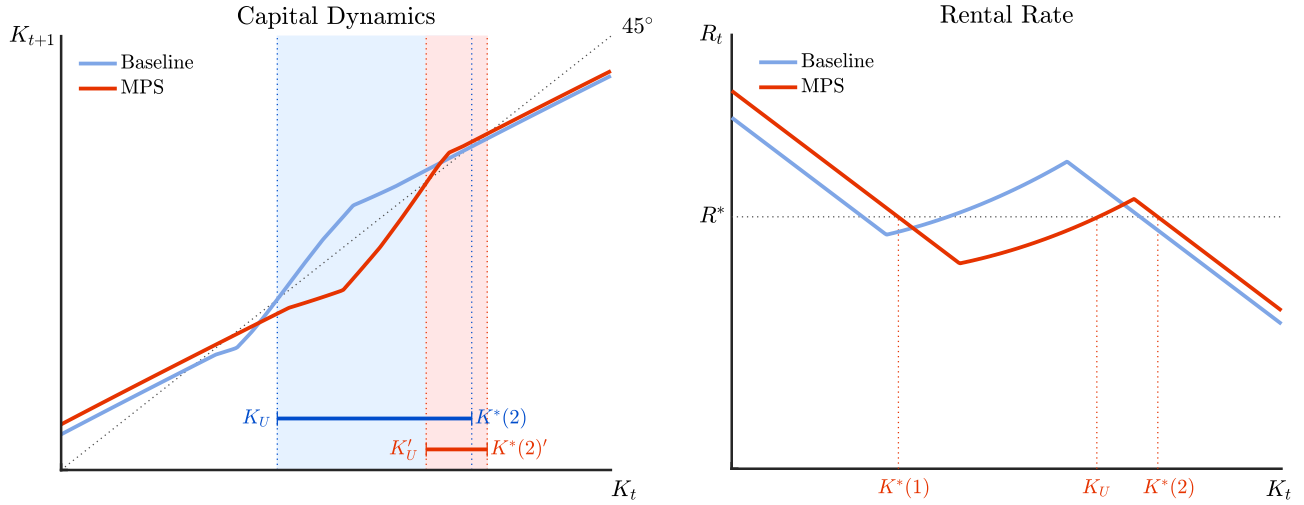 Capital Dynamics
K_{t+1}
45°
Baseline
MPS
K_U
K*(2)
K'_U
K*(2)'
K_t
Rental Rate
R_t
Baseline
MPS
R*
K*(1)
K_U
K*(2)
K_t